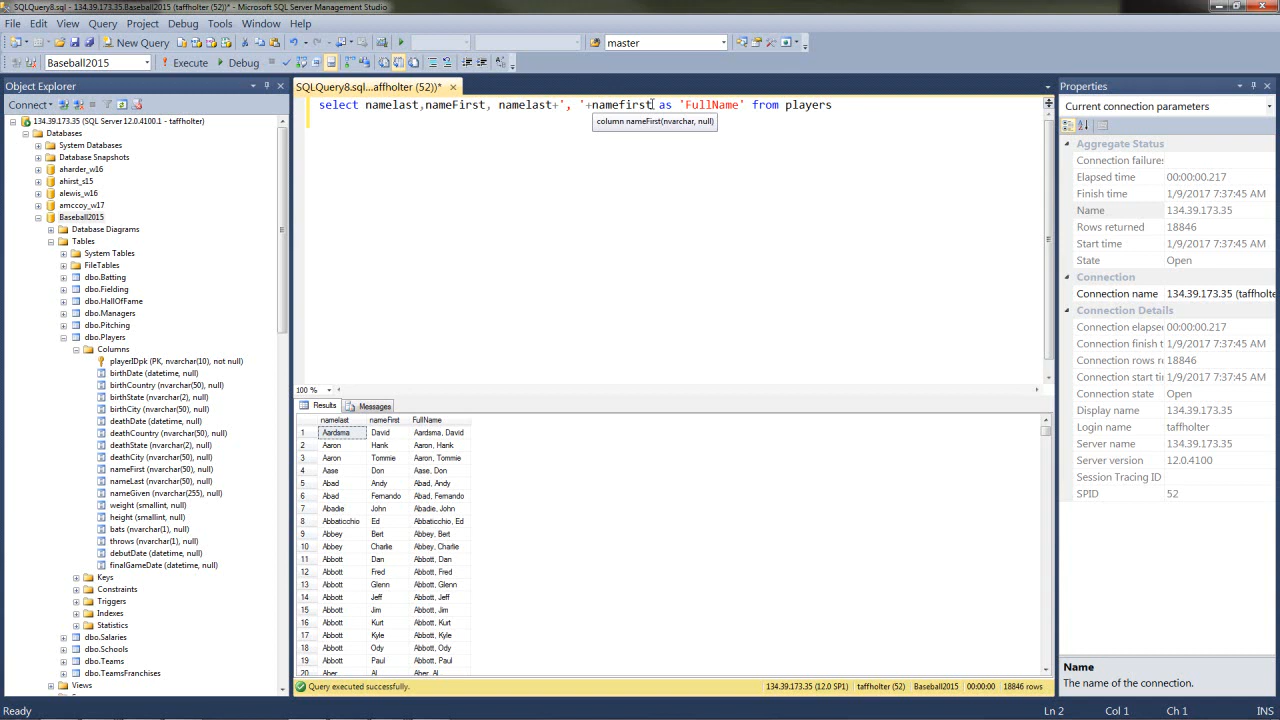 SQLQuery8.sql - 134.39.173.35.Baseball2015 (taffholter (52))* - Microsoft SQL Server Management Studio
File Edit View Query Project Debug Tools Window Help
New Query master
Baseball2015 Execute Debug
Object Explorer
Connect
134.39.173.35 (SQL Server 12.0.4100.1 - taffholter)
Databases
System Databases
Database Snapshots
aharder_w16
ahirst_s15
alewis_w16
amccoy_w17
Baseball2015
Database Diagrams
Tables
System Tables
FileTables
dbo.Batting
dbo.Fielding
dbo.HallOfFame
dbo.Managers
dbo.Pitching
dbo.Players
Columns
playerIDpk (PK, nvarchar(10), not null)
birthDate (datetime, null)
birthCountry (nvarchar(50), null)
birthState (nvarchar(2), null)
birthCity (nvarchar(50), null)
deathDate (datetime, null)
deathCountry (nvarchar(50), null)
deathState (nvarchar(2), null)
deathCity (nvarchar(50), null)
nameFirst (nvarchar(50), null)
nameLast (nvarchar(50), null)
nameGiven (nvarchar(255), null)
weight (smallint, null)
height (smallint, null)
bats (nvarchar(1), null)
throws (nvarchar(1), null)
debutDate (datetime, null)
finalGameDate (datetime, null)
Keys
Constraints
Triggers
Indexes
Statistics
dbo.Salaries
dbo.Schools
dbo.Teams
dbo.TeamsFranchises
Views
SQLQuery8.sql...affholter (52))*
select namelast,nameFirst, namelast+', '+namefirst as 'FullName' from players
column nameFirst(nvarchar, null)
100 %
Results Messages
namelast nameFirst FullName
1 Aardsma David Aardsma, David
2 Aaron Hank Aaron, Hank
3 Aaron Tommie Aaron, Tommie
4 Aase Don Aase, Don
5 Abad Andy Abad, Andy
6 Abad Fernando Abad, Fernando
7 Abadie John Abadie, John
8 Abbaticchio Ed Abbaticchio, Ed
9 Abbey Bert Abbey, Bert
10 Abbey Charlie Abbey, Charlie
11 Abbott Dan Abbott, Dan
12 Abbott Fred Abbott, Fred
13 Abbott Glenn Abbott, Glenn
14 Abbott Jeff Abbott, Jeff
15 Abbott Jim Abbott, Jim
16 Abbott Kurt Abbott, Kurt
17 Abbott Kyle Abbott, Kyle
18 Abbott Ody Abbott, Ody
19 Abbott Paul Abbott, Paul
20 Aber Al Aber, Al
Query executed successfully. 134.39.173.35 (12.0 SP1) taffholter (52) Baseball2015 00:00:00 18846 rows
Properties
Current connection parameters
Aggregate Status
Connection failures
Elapsed time 00:00:00.217
Finish time 1/9/2017 7:37:45 AM
Name 134.39.173.35
Rows returned 18846
Start time 1/9/2017 7:37:45 AM
State Open
Connection
Connection name 134.39.173.35 (taffholte
Connection Details
Connection elapse 00:00:00.217
Connection finish t 1/9/2017 7:37:45 AM
Connection rows r 18846
Connection start ti 1/9/2017 7:37:45 AM
Connection state Open
Display name 134.39.173.35
Login name taffholter
Server name 134.39.173.35
Server version 12.0.4100
Session Tracing ID
SPID 52
Name
The name of the connection.
Ready Ln 2 Col 1 Ch 1 INS